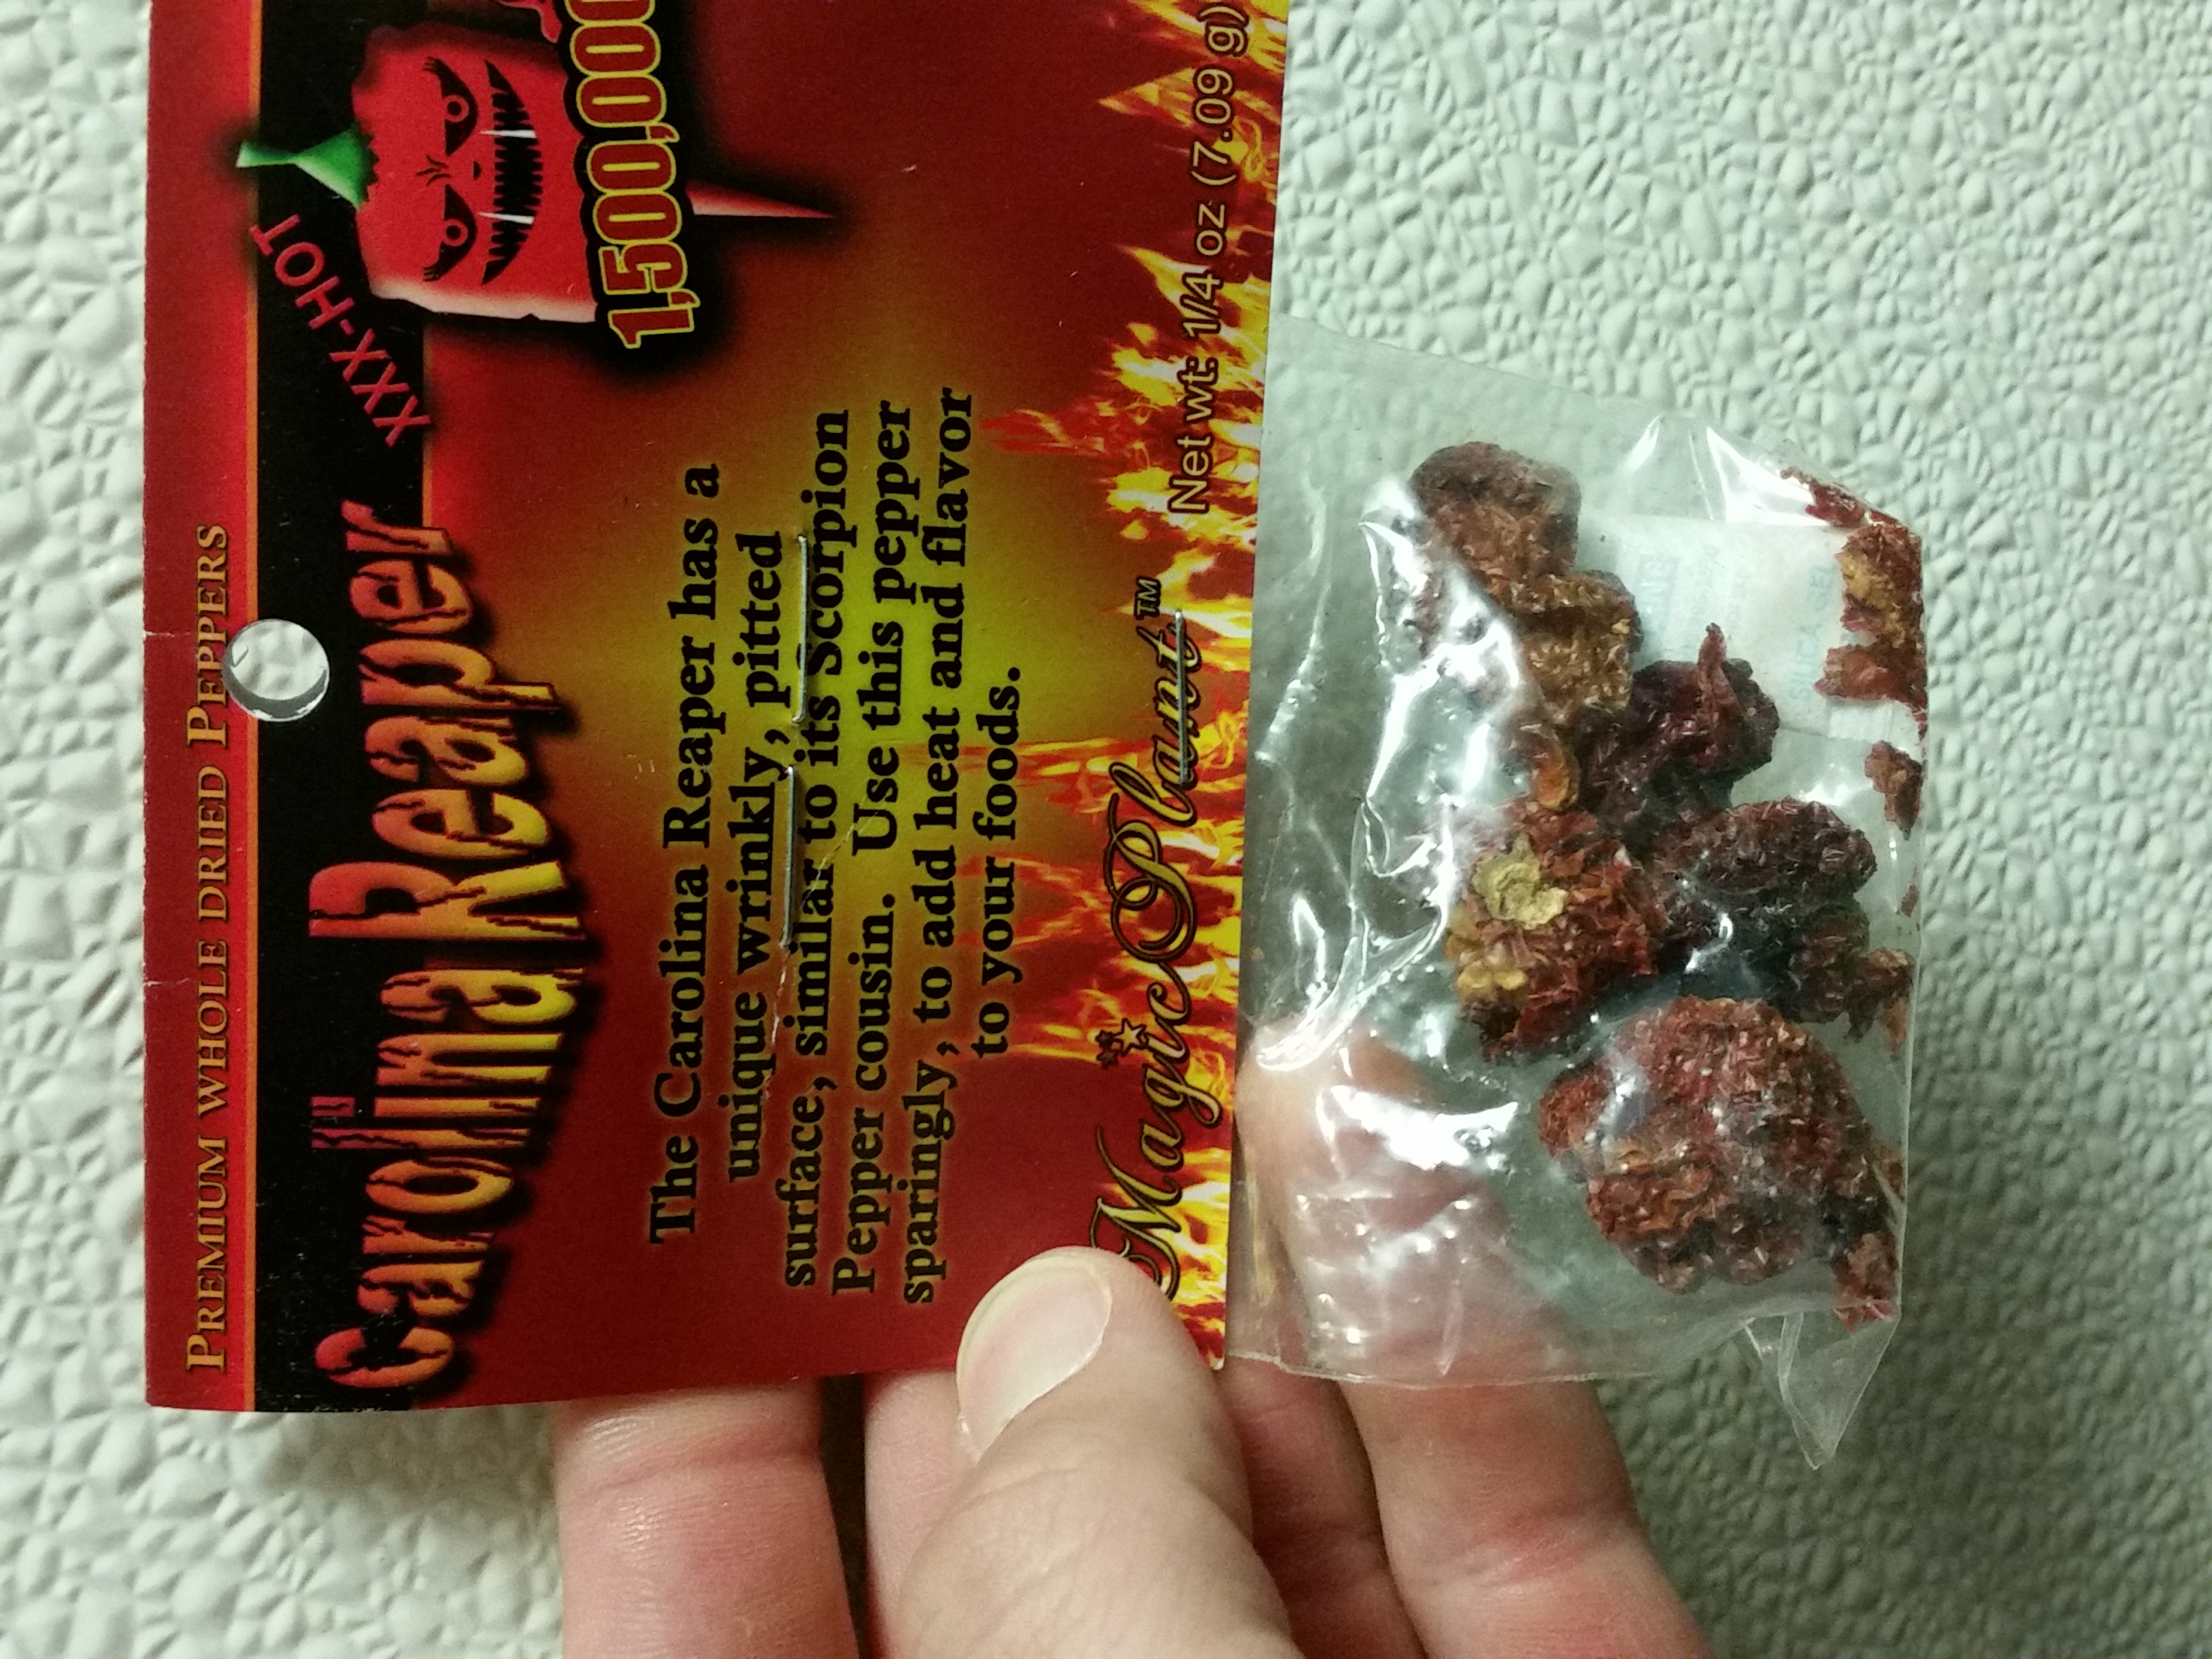 PREMIUM WHOLE DRIED PEPPERS
Carolina Reaper
XXX-HOT
1,500,000
The Carolina Reaper has a
unique wrinkly, pitted
surface, similar to its Scorpion
Pepper cousin. Use this pepper
sparingly, to add heat and flavor
to your foods.
MagicPlant™
Net wt: 1/4 oz (7.09 g)